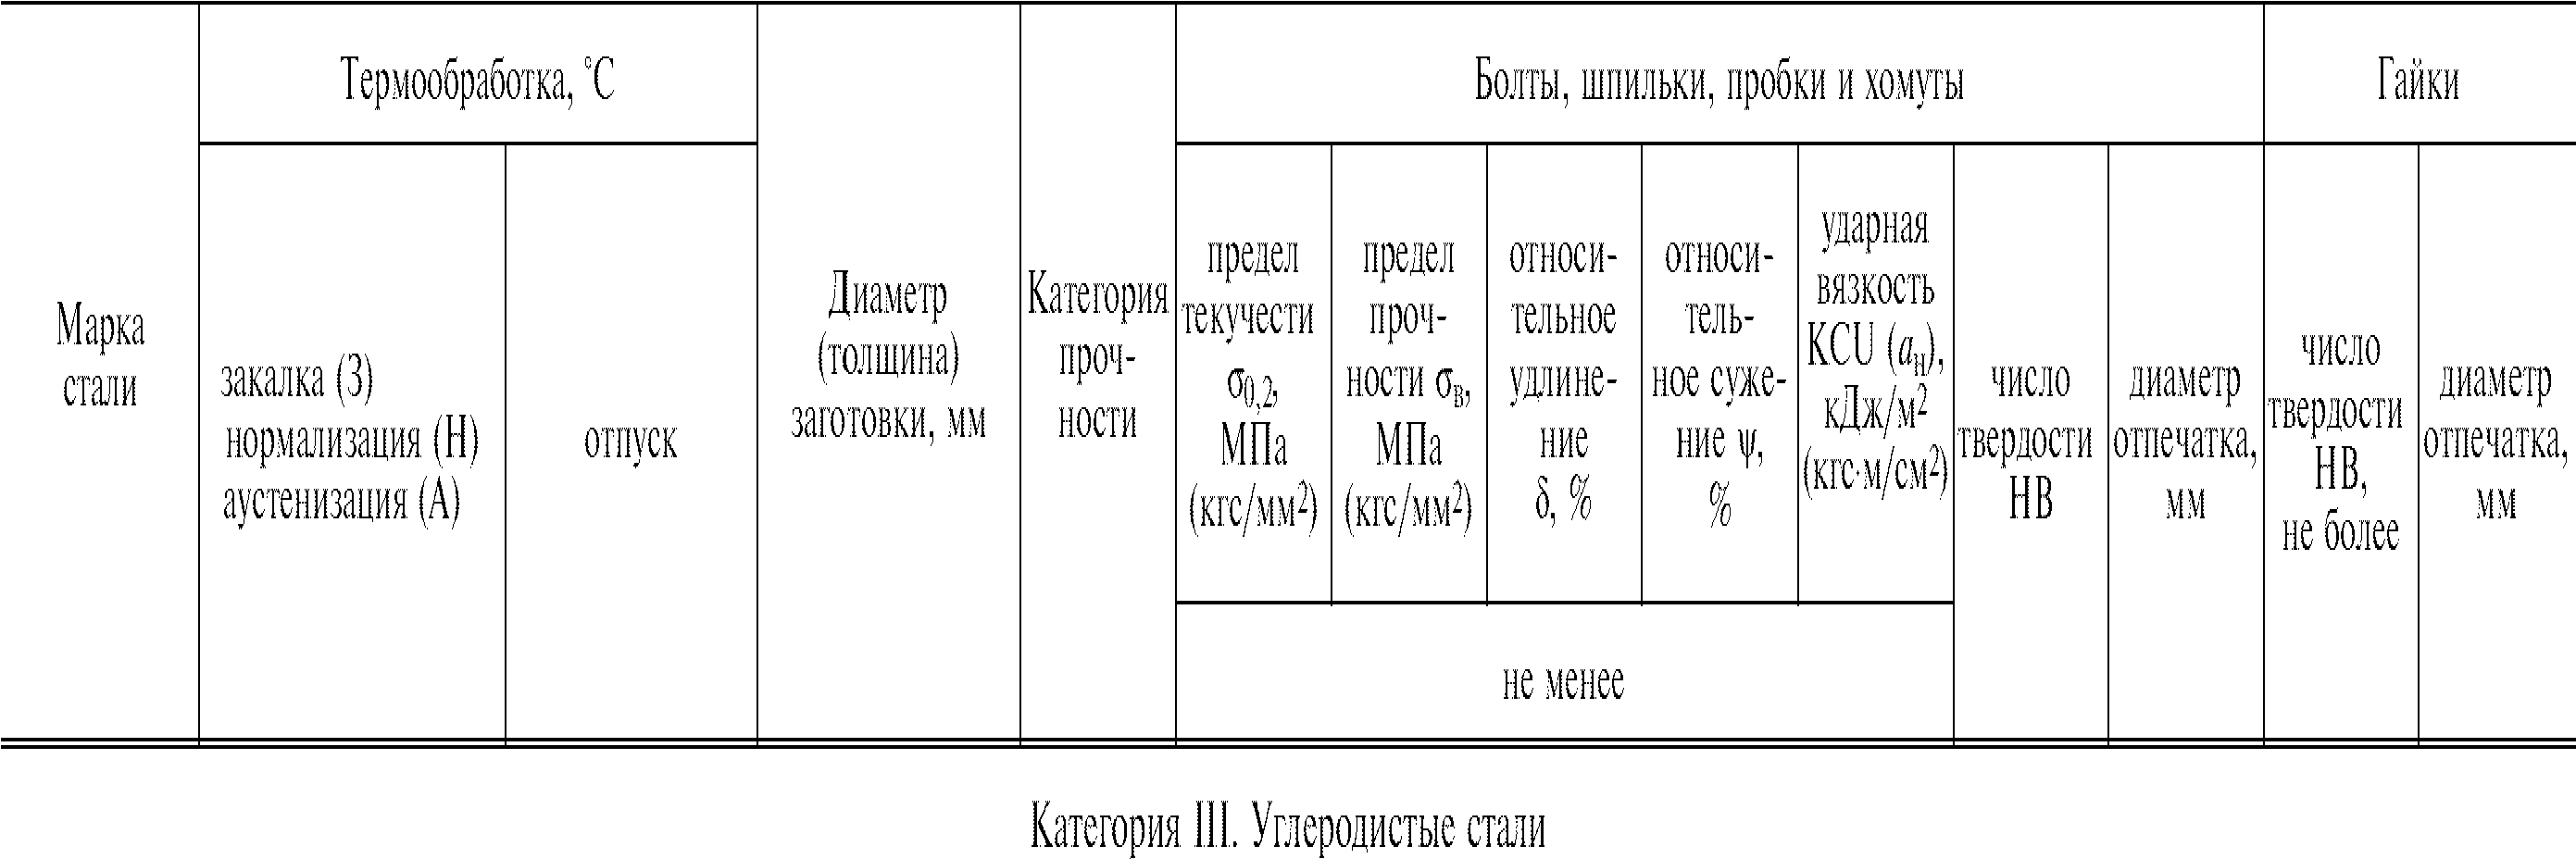 Термообработка, °С
Болты, шпильки, пробки и хомуты
Гайки
Марка
стали
закалка (З)
нормализация (Н)
аустенизация (А)
отпуск
Диаметр
(толщина)
заготовки, мм
Категория
проч-
ности
предел
текучести
σ0,2,
МПа
(кгс/мм²)
предел
проч-
ности σв,
МПа
(кгс/мм²)
относи-
тельное
удлине-
ние
δ, %
относи-
тель-
ное суже-
ние ψ,
%
ударная
вязкость
KCU (aн),
кДж/м²
(кгс·м/см²)
не менее
число
твердости
НВ
диаметр
отпечатка,
мм
число
твердости
НВ,
не более
диаметр
отпечатка,
мм
Категория III. Углеродистые стали